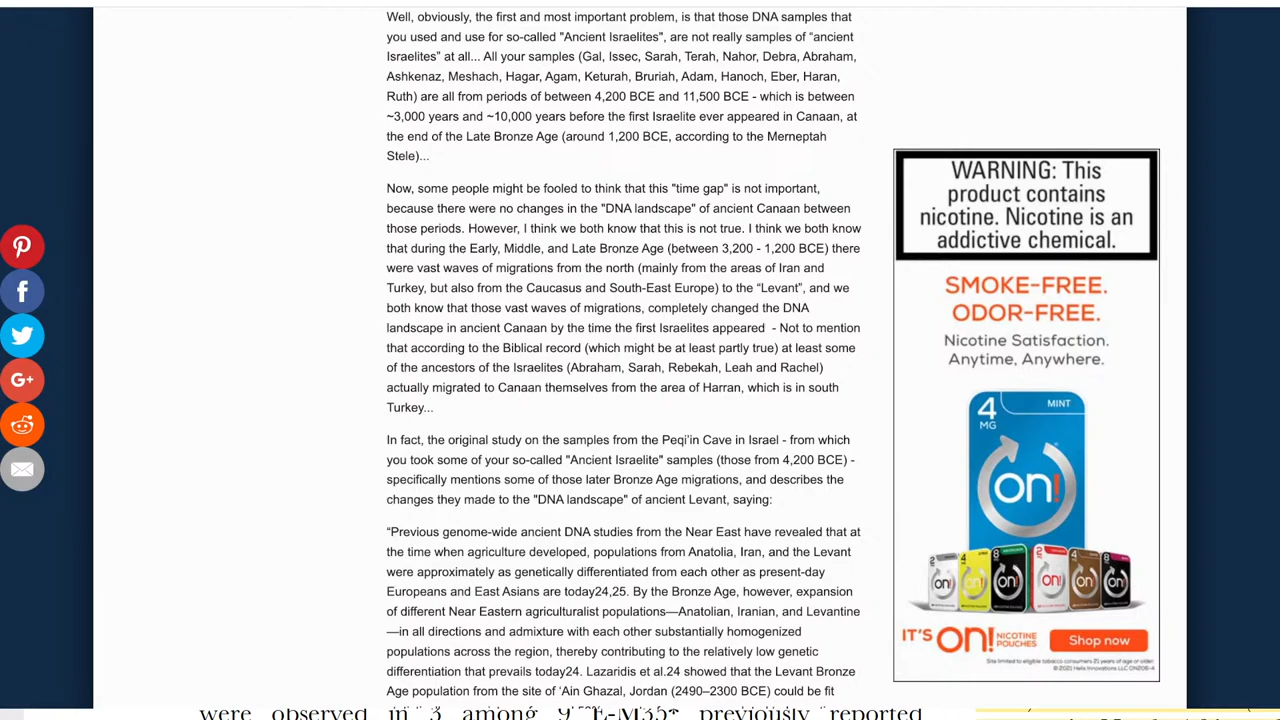 Well, obviously, the first and most important problem, is that those DNA samples that
you used and use for so-called "Ancient Israelites", are not really samples of “ancient
Israelites” at all... All your samples (Gal, Issec, Sarah, Terah, Nahor, Debra, Abraham,
Ashkenaz, Meshach, Hagar, Agam, Keturah, Bruriah, Adam, Hanoch, Eber, Haran,
Ruth) are all from periods of between 4,200 BCE and 11,500 BCE - which is between
~3,000 years and ~10,000 years before the first Israelite ever appeared in Canaan, at
the end of the Late Bronze Age (around 1,200 BCE, according to the Merneptah
Stele)...
Now, some people might be fooled to think that this "time gap" is not important,
because there were no changes in the "DNA landscape" of ancient Canaan between
those periods. However, I think we both know that this is not true. I think we both know
that during the Early, Middle, and Late Bronze Age (between 3,200 - 1,200 BCE) there
were vast waves of migrations from the north (mainly from the areas of Iran and
Turkey, but also from the Caucasus and South-East Europe) to the “Levant”, and we
both know that those vast waves of migrations, completely changed the DNA
landscape in ancient Canaan by the time the first Israelites appeared - Not to mention
that according to the Biblical record (which might be at least partly true) at least some
of the ancestors of the Israelites (Abraham, Sarah, Rebekah, Leah and Rachel)
actually migrated to Canaan themselves from the area of Harran, which is in south
Turkey...
In fact, the original study on the samples from the Peqi’in Cave in Israel - from which
you took some of your so-called "Ancient Israelite" samples (those from 4,200 BCE) -
specifically mentions some of those later Bronze Age migrations, and describes the
changes they made to the "DNA landscape" of ancient Levant, saying:
“Previous genome-wide ancient DNA studies from the Near East have revealed that at
the time when agriculture developed, populations from Anatolia, Iran, and the Levant
were approximately as genetically differentiated from each other as present-day
Europeans and East Asians are today24,25. By the Bronze Age, however, expansion
of different Near Eastern agriculturalist populations—Anatolian, Iranian, and Levantine
—in all directions and admixture with each other substantially homogenized
populations across the region, thereby contributing to the relatively low genetic
differentiation that prevails today24. Lazaridis et al.24 showed that the Levant Bronze
Age population from the site of 'Ain Ghazal, Jordan (2490–2300 BCE) could be fit
were observed in
previously reported
WARNING: This
product contains
nicotine. Nicotine is an
addictive chemical.
SMOKE-FREE.
ODOR-FREE.
Nicotine Satisfaction.
Anytime, Anywhere.
4 MINT
MG
on!
on! on! on! on! on! on!
IT'S on! NICOTINE POUCHES
Shop now
Site limited to eligible tobacco consumers 21 years of age or older.